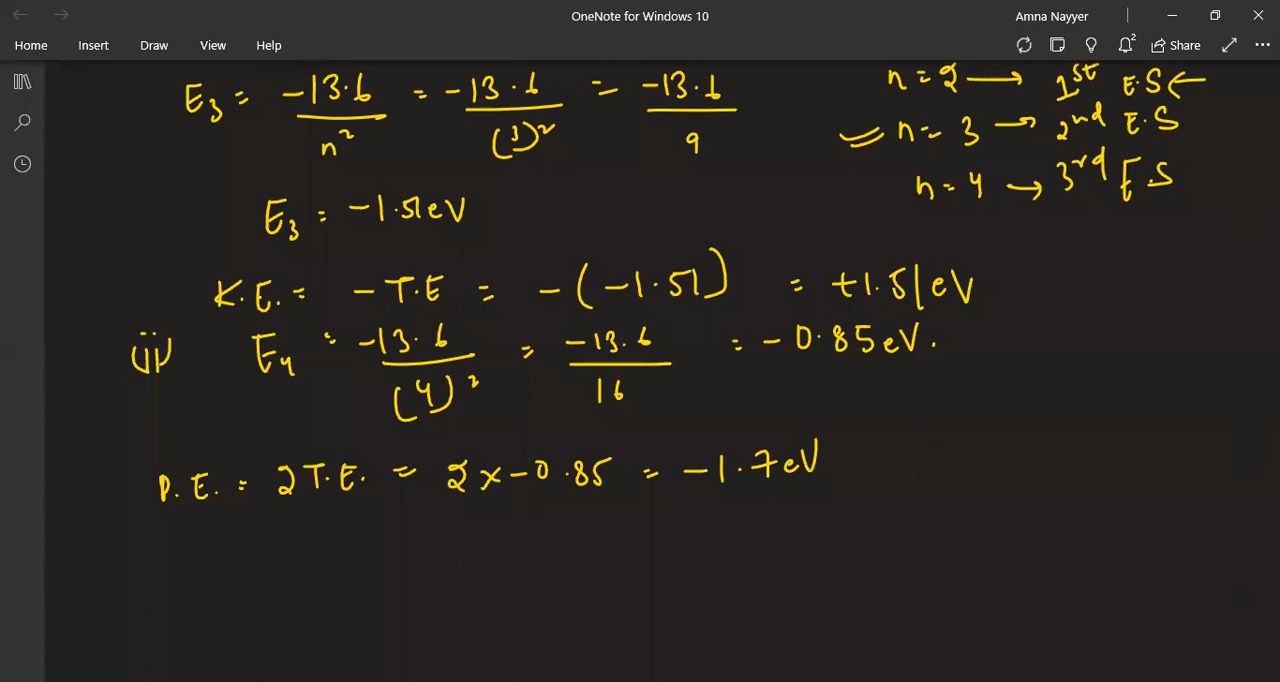 OneNote for Windows 10
Amna Nayyer
Home Insert Draw View Help
2 Share
E₃ = -13.6/n² = -13.6/(3)² = -13.6/9
n = 2 → 1st E.S ←
n = 3 → 2nd E.S
n = 4 → 3rd E.S
E₃ = -1.51eV
K.E. = - T.E = - (-1.51) = +1.51eV
(ii) E₄ = -13.6/(4)² = -13.6/16 = -0.85eV.
P.E. = 2T.E. = 2 x -0.85 = -1.7eV